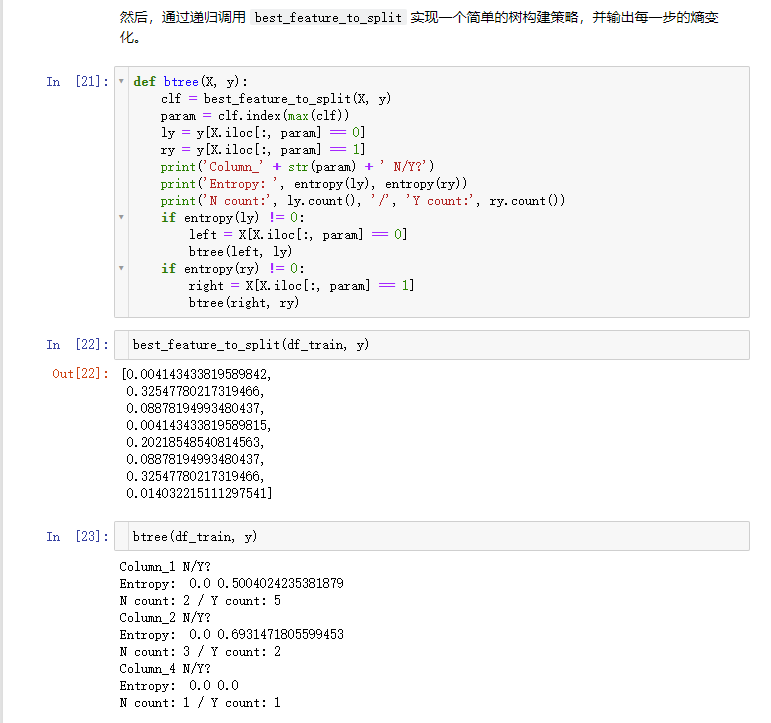 然后，通过递归调用 best_feature_to_split 实现一个简单的树构建策略，并输出每一步的熵变
化。
In [21]:
def btree(X, y):
    clf = best_feature_to_split(X, y)
    param = clf.index(max(clf))
    ly = y[X.iloc[:, param] == 0]
    ry = y[X.iloc[:, param] == 1]
    print('Column_' + str(param) + ' N/Y?')
    print('Entropy: ', entropy(ly), entropy(ry))
    print('N count:', ly.count(), '/', 'Y count:', ry.count())
    if entropy(ly) != 0:
        left = X[X.iloc[:, param] == 0]
        btree(left, ly)
    if entropy(ry) != 0:
        right = X[X.iloc[:, param] == 1]
        btree(right, ry)
In [22]:
best_feature_to_split(df_train, y)
Out[22]:
[0.004143433819589842,
0.32547780217319466,
0.08878194993480437,
0.004143433819589815,
0.20218548540814563,
0.08878194993480437,
0.32547780217319466,
0.014032215111297541]
In [23]:
btree(df_train, y)
Column_1 N/Y?
Entropy:  0.0 0.5004024235381879
N count: 2 / Y count: 5
Column_2 N/Y?
Entropy:  0.0 0.6931471805599453
N count: 3 / Y count: 2
Column_4 N/Y?
Entropy:  0.0 0.0
N count: 1 / Y count: 1